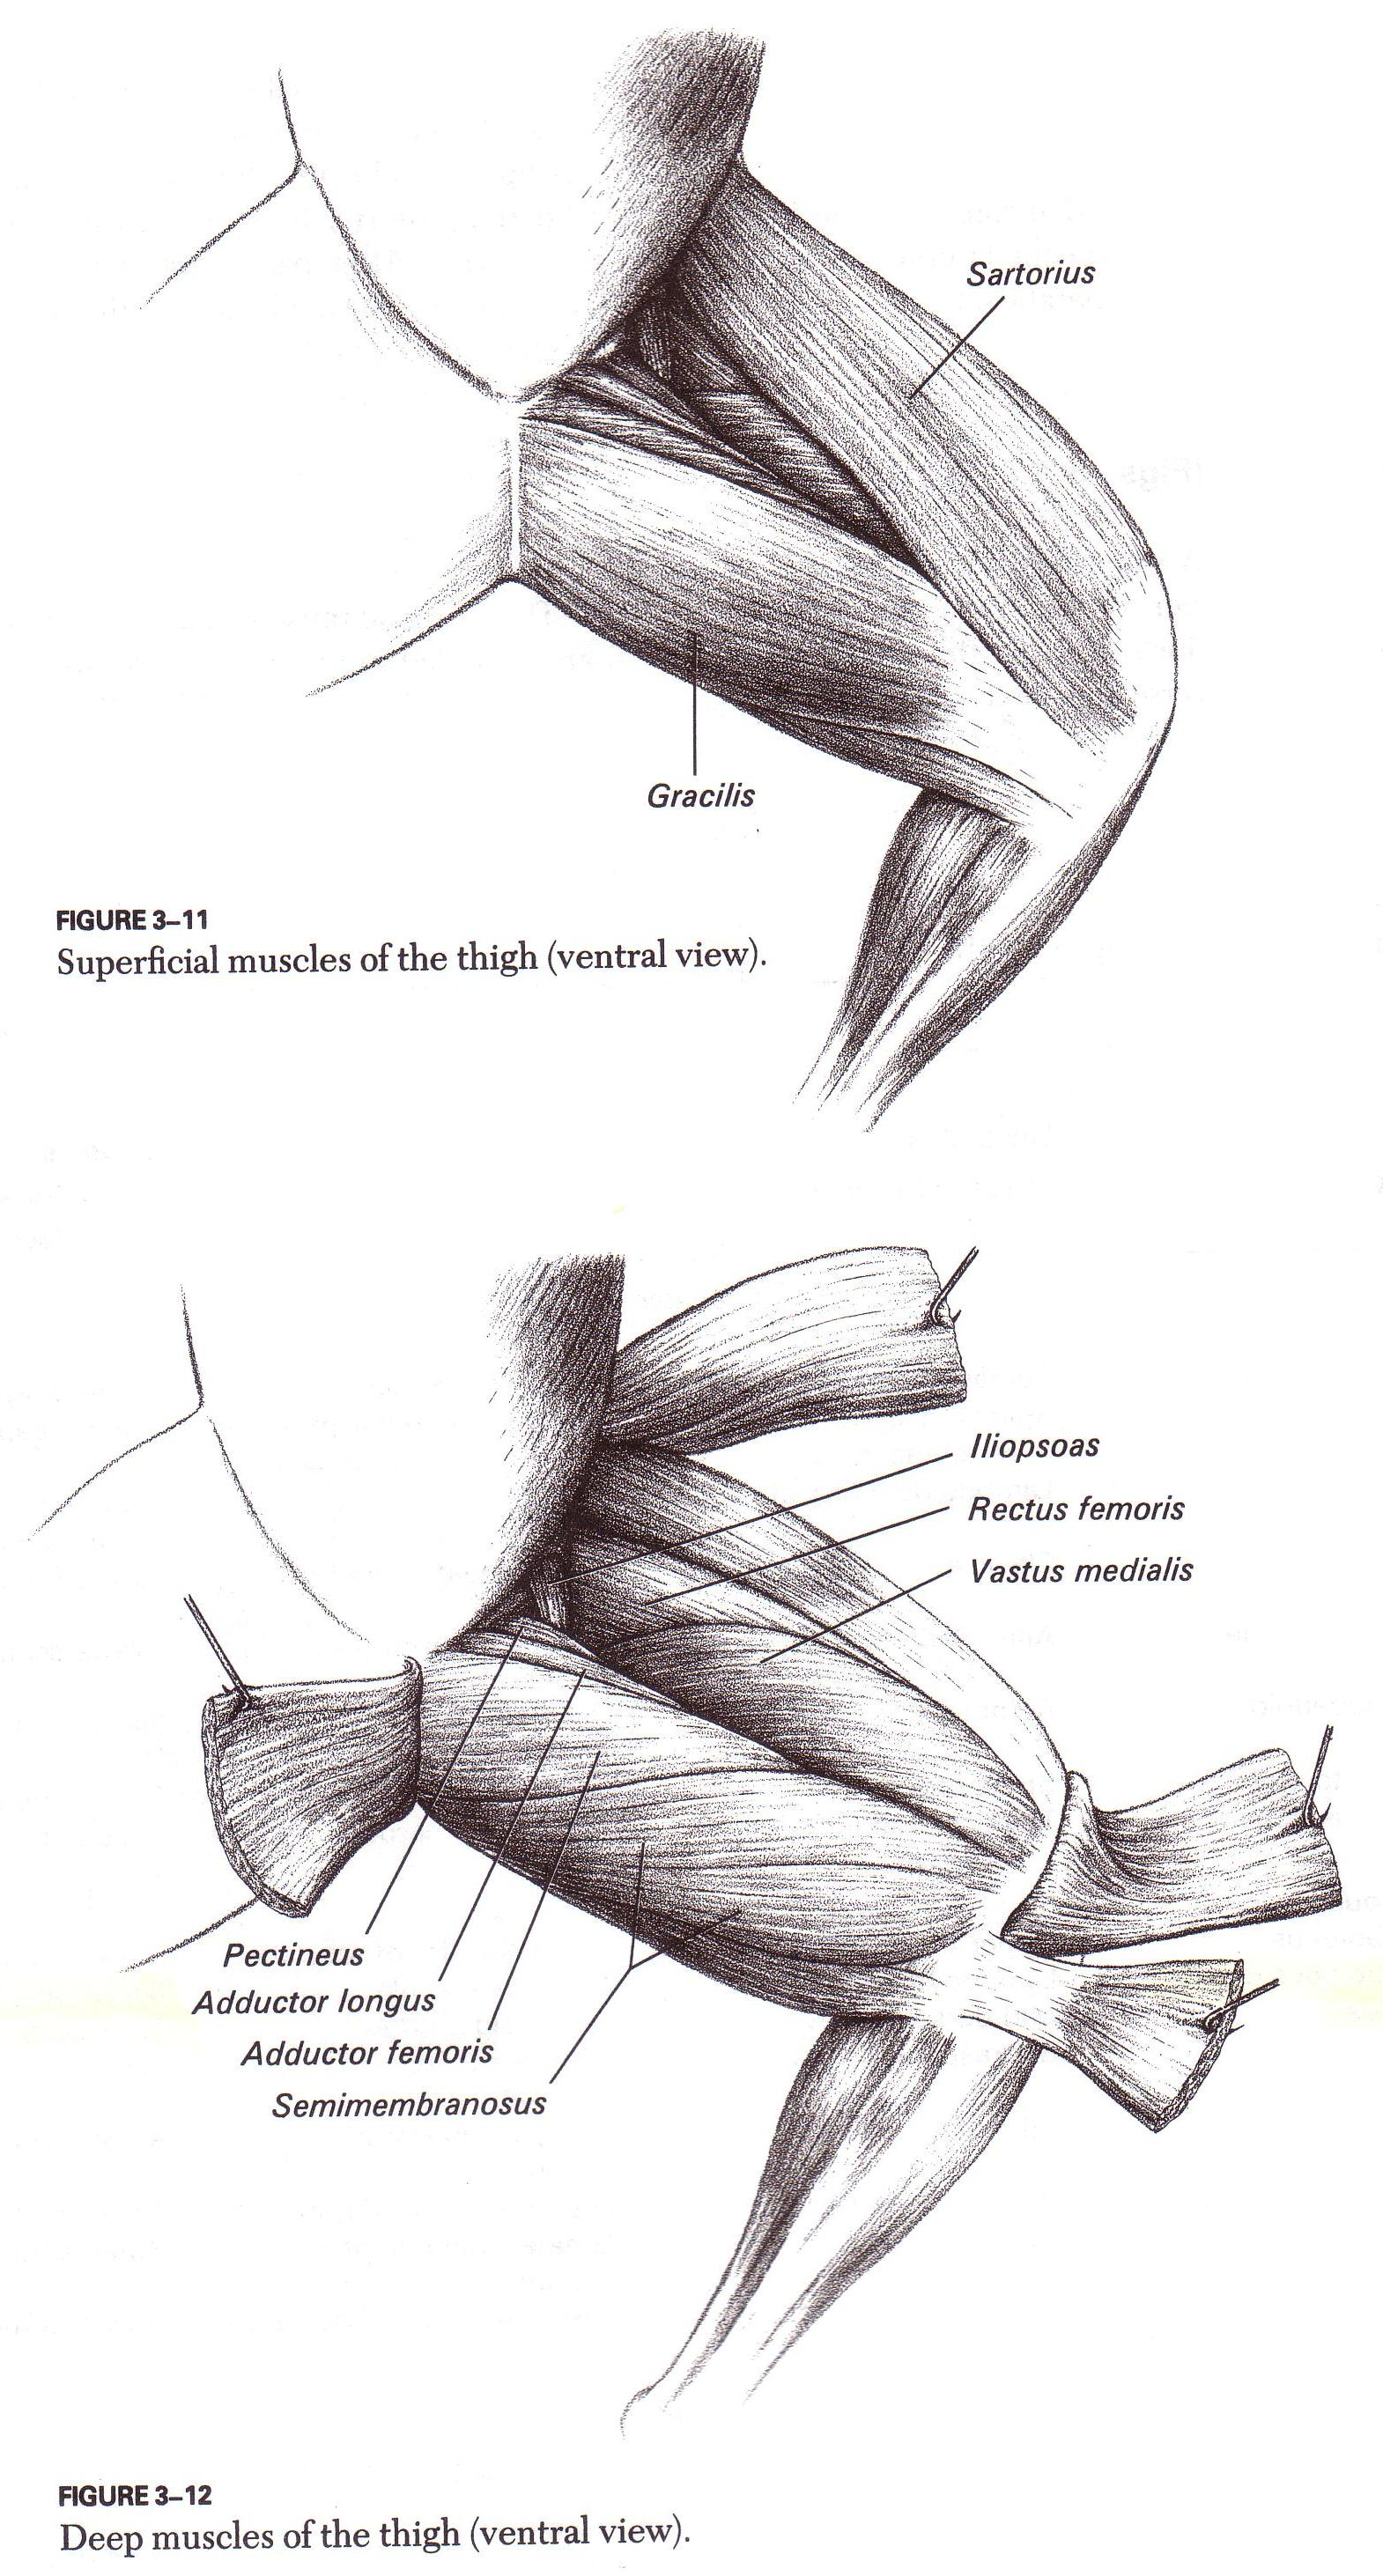 Sartorius
Gracilis
FIGURE 3–11
Superficial muscles of the thigh (ventral view).
Iliopsoas
Rectus femoris
Vastus medialis
Pectineus
Adductor longus
Adductor femoris
Semimembranosus
FIGURE 3–12
Deep muscles of the thigh (ventral view).